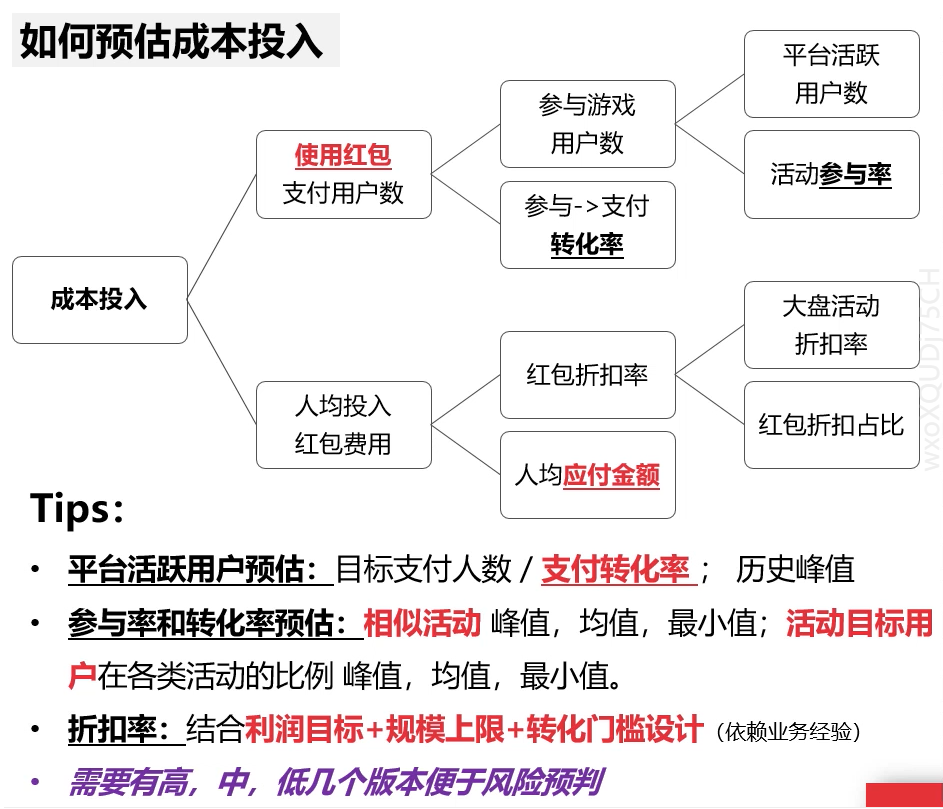 如何预估成本投入
平台活跃
用户数
参与游戏
用户数
使用红包
支付用户数
活动参与率
参与->支付
转化率
成本投入
大盘活动
折扣率
红包折扣率
人均投入
红包费用
红包折扣占比
人均应付金额
Tips：
• 平台活跃用户预估：目标支付人数 / 支付转化率 ； 历史峰值
• 参与率和转化率预估：相似活动 峰值，均值，最小值；活动目标用
户在各类活动的比例 峰值，均值，最小值。
• 折扣率：结合利润目标+规模上限+转化门槛设计（依赖业务经验）
• 需要有高，中，低几个版本便于风险预判